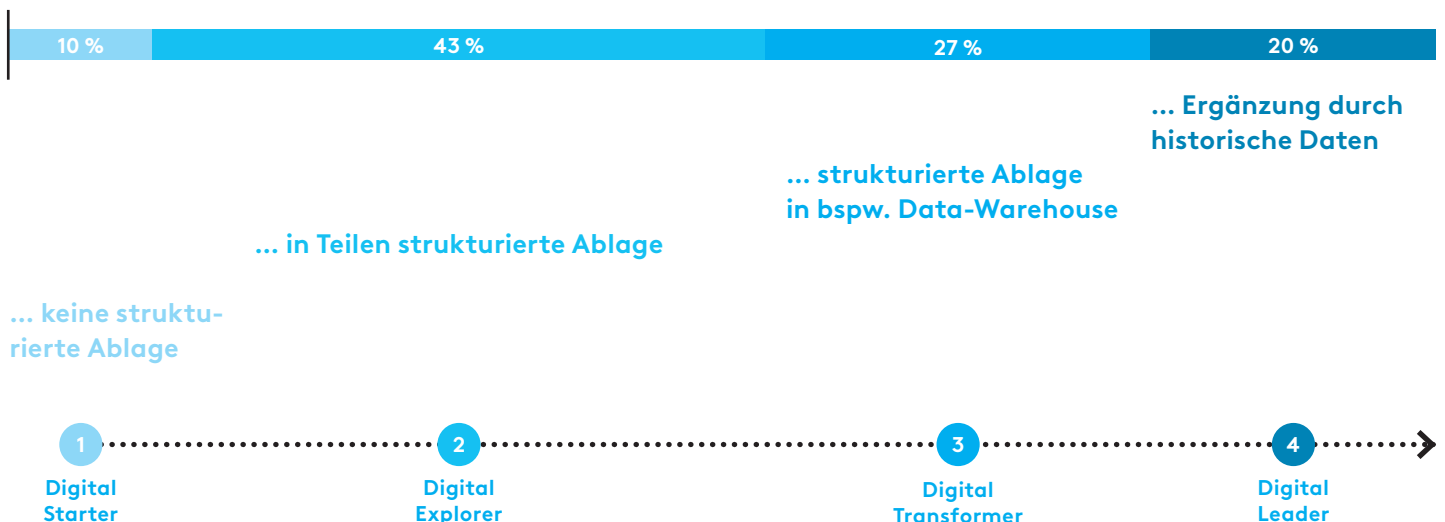 10 %
43 %
27 %
20 %
... Ergänzung durch
historische Daten
... strukturierte Ablage
in bspw. Data-Warehouse
... in Teilen strukturierte Ablage
... keine struktu-
rierte Ablage
1
2
3
4
Digital
Starter
Digital
Explorer
Digital
Transformer
Digital
Leader